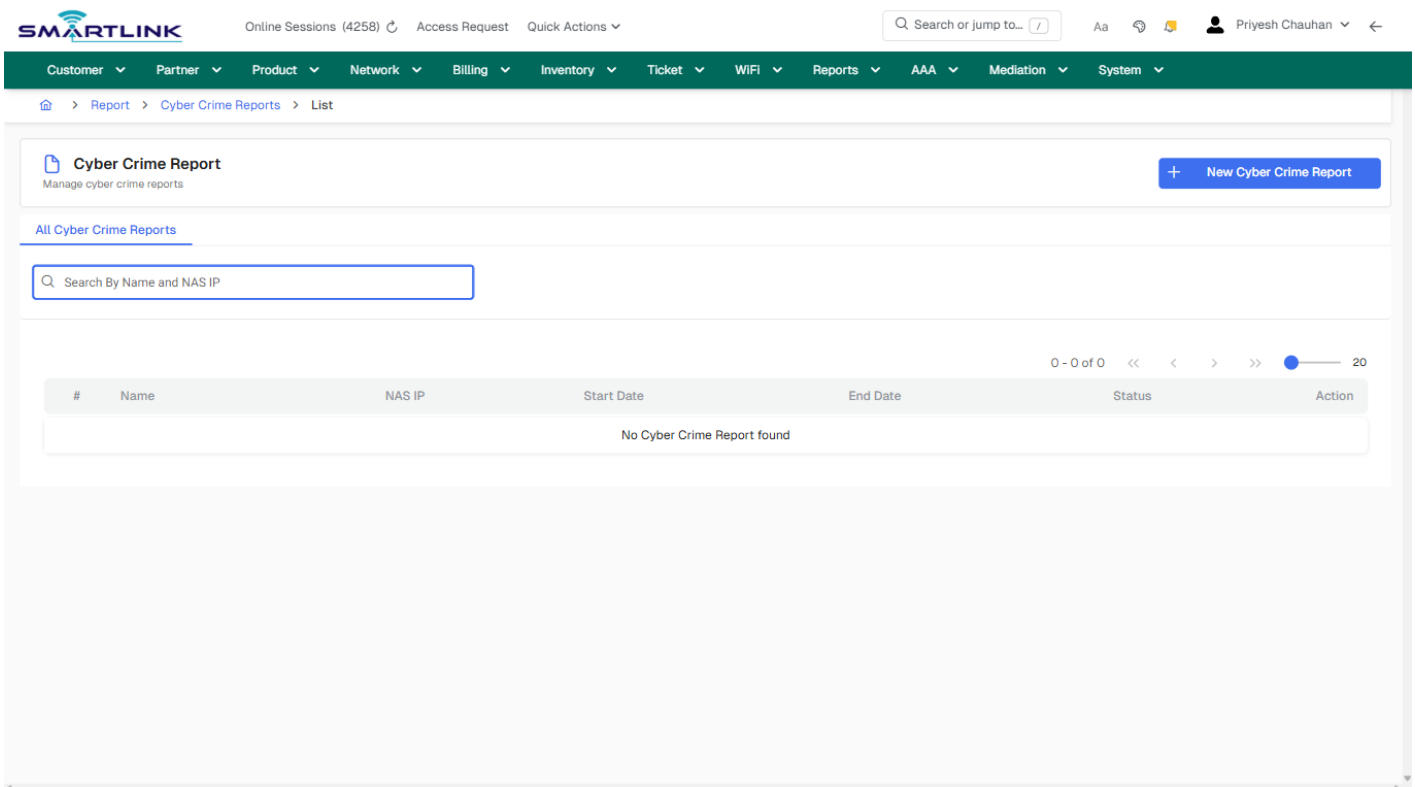 SMARTLINK Online Sessions (4258) Access Request Quick Actions Search or jump to... / Aa Priyesh Chauhan
Customer Partner Product Network Billing Inventory Ticket WiFi Reports AAA Mediation System
> Report > Cyber Crime Reports > List
Cyber Crime Report
Manage cyber crime reports
+ New Cyber Crime Report
All Cyber Crime Reports
Search By Name and NAS IP
0 - 0 of 0 << < > >> 20
# Name NAS IP Start Date End Date Status Action
No Cyber Crime Report found